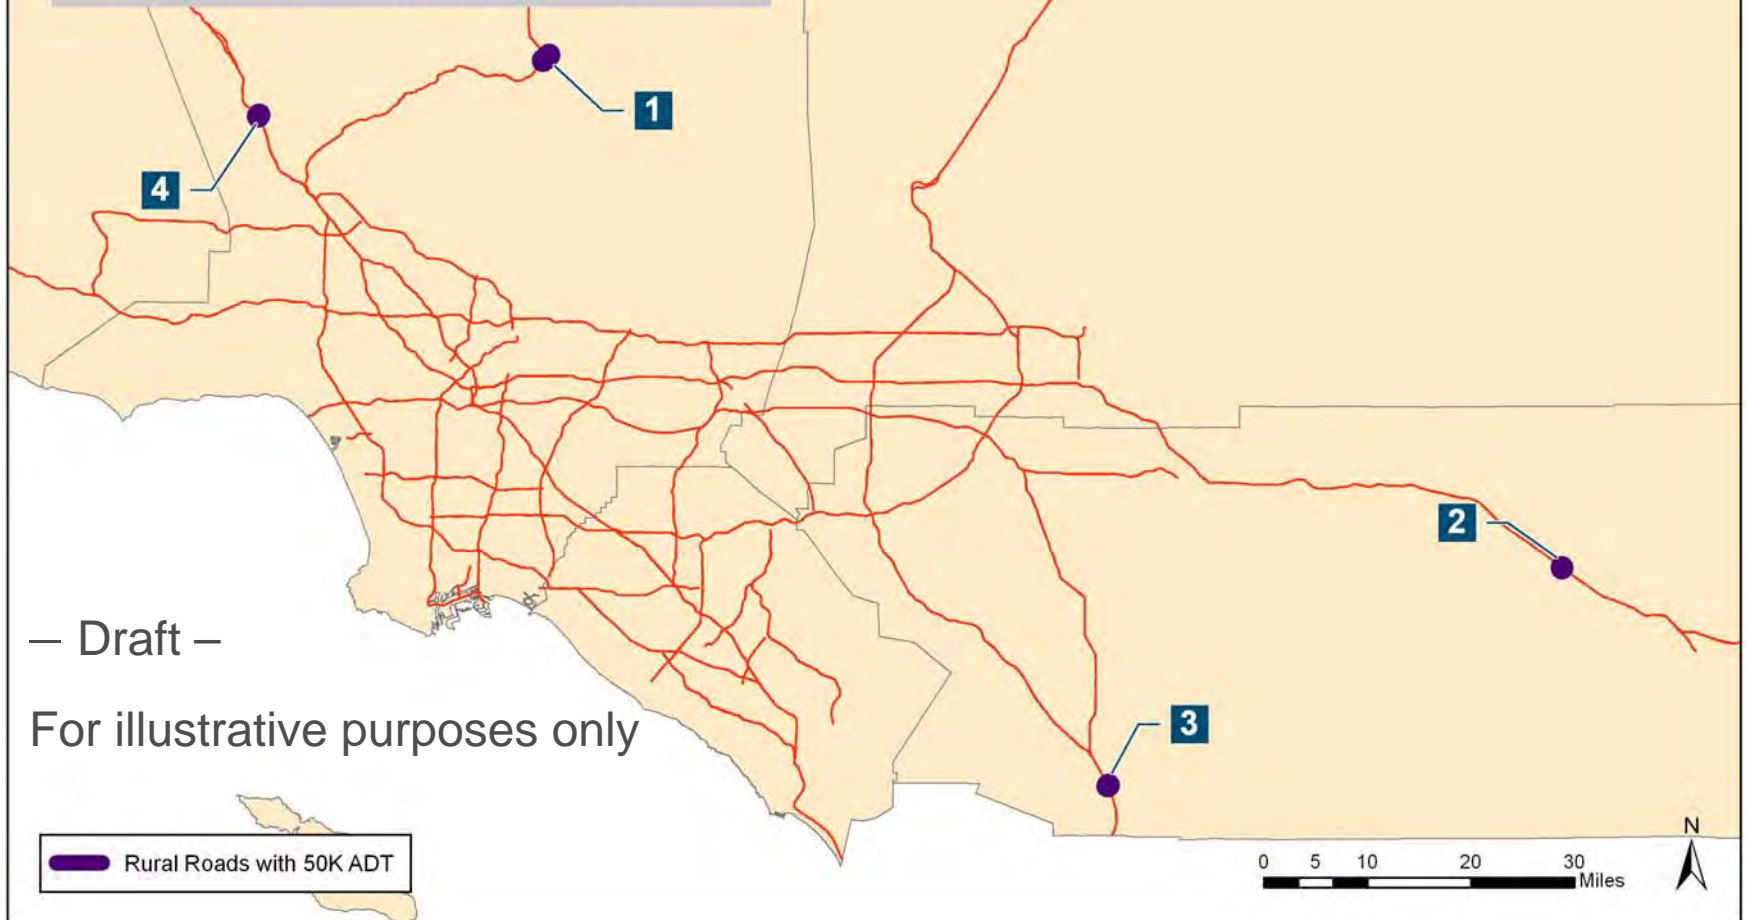 1
4
2
— Draft –
3
For illustrative purposes only
N
Rural Roads with 50K ADT
0 5 10 20 30
Miles